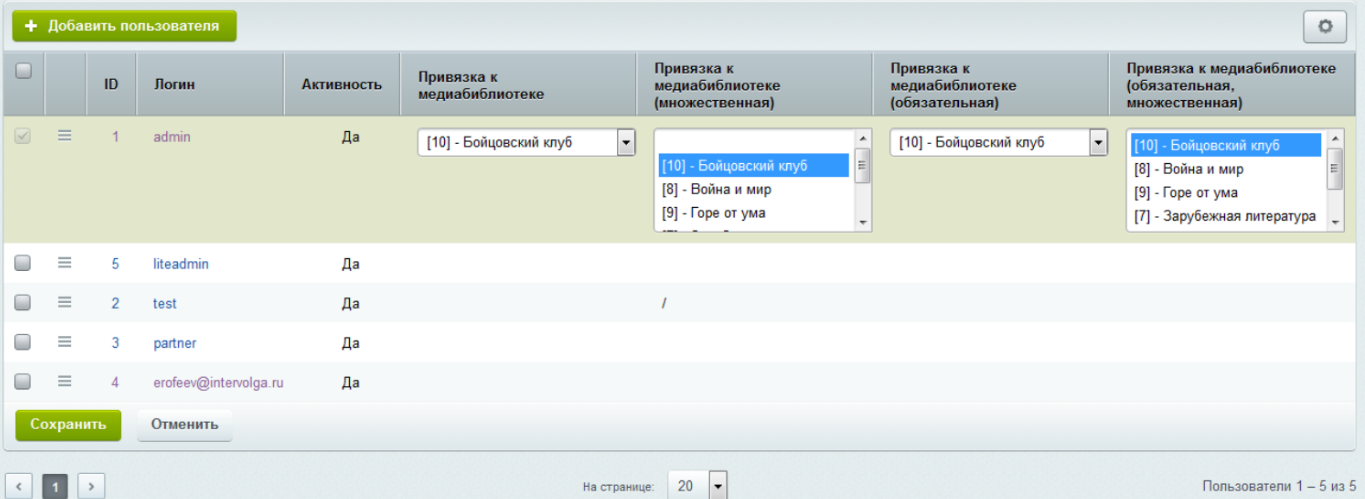 + Добавить пользователя
ID
Логин
Активность
Привязка к
медиабиблиотеке
Привязка к
медиабиблиотеке
(множественная)
Привязка к
медиабиблиотеке
(обязательная)
Привязка к медиабиблиотеке
(обязательная,
множественная)
1
admin
Да
[10] - Бойцовский клуб
[10] - Бойцовский клуб
[8] - Война и мир
[9] - Горе от ума
[10] - Бойцовский клуб
[10] - Бойцовский клуб
[8] - Война и мир
[9] - Горе от ума
[7] - Зарубежная литература
5 liteadmin Да
2 test Да /
3 partner Да
4 erofeev@intervolga.ru Да
Сохранить Отменить
< 1 > На странице: 20 Пользователи 1 – 5 из 5